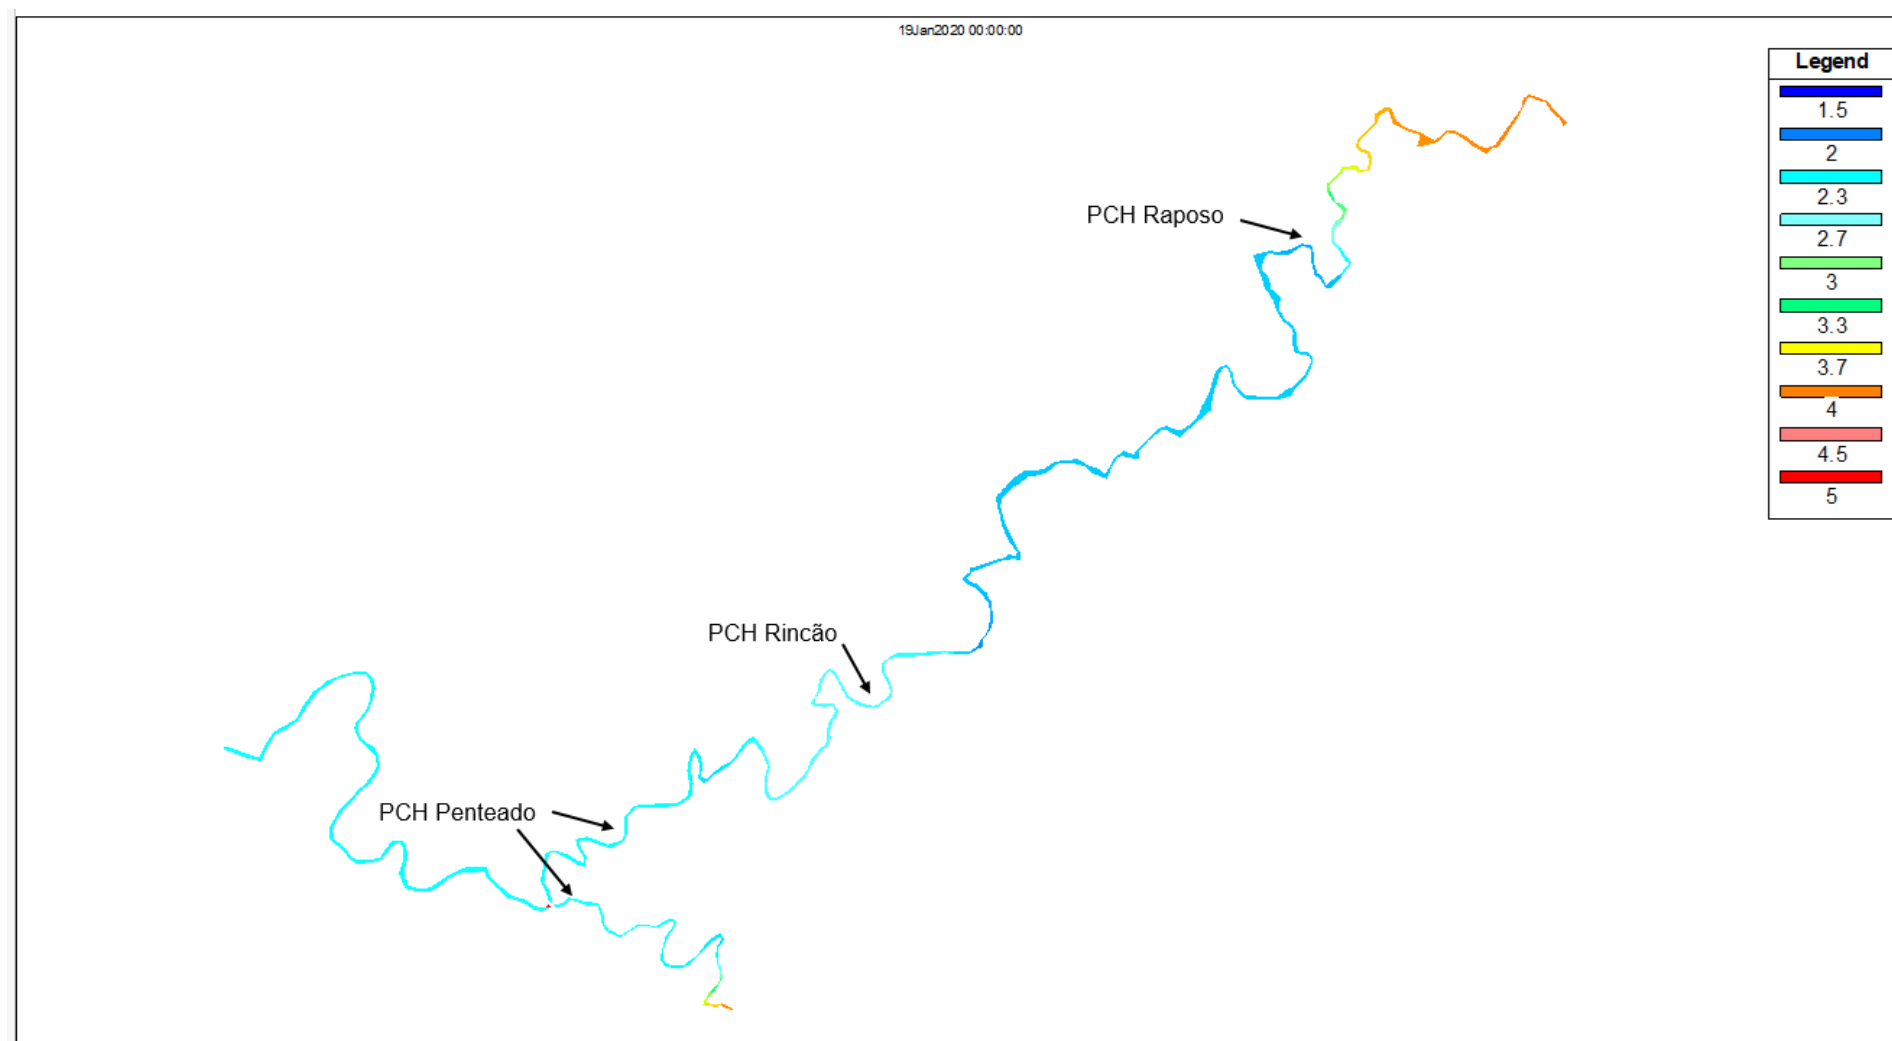 19Jan2020 00:00:00
Legend
1.5
2
2.3
2.7
3
3.3
3.7
4
4.5
5
PCH Raposo
PCH Rincão
PCH Penteado